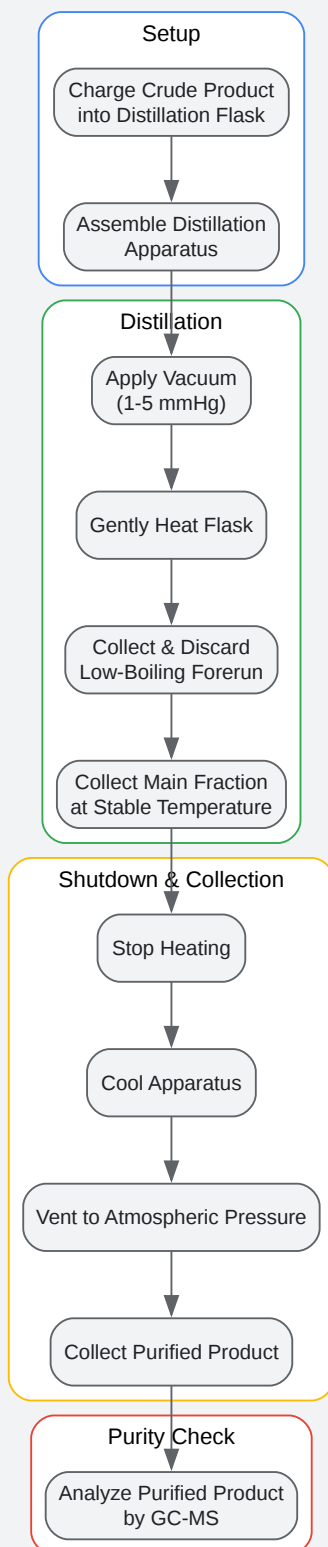 Setup
Charge Crude Product
into Distillation Flask
Assemble Distillation
Apparatus
Distillation
Apply Vacuum
(1-5 mmHg)
Gently Heat Flask
Collect & Discard
Low-Boiling Forerun
Collect Main Fraction
at Stable Temperature
Shutdown & Collection
Stop Heating
Cool Apparatus
Vent to Atmospheric Pressure
Collect Purified Product
Purity Check
Analyze Purified Product
by GC-MS